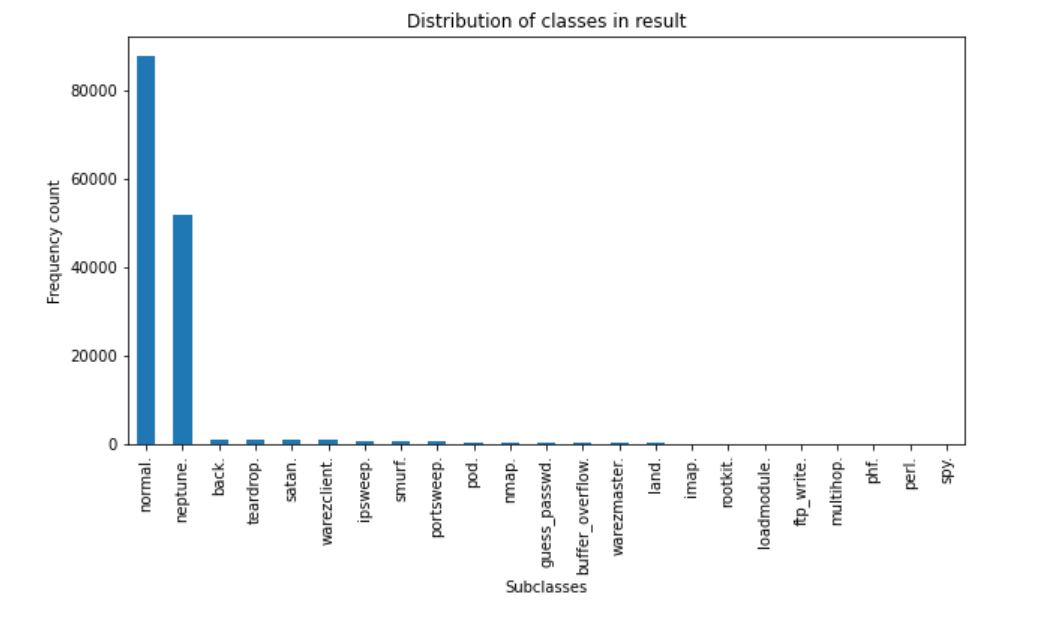 Distribution of classes in result
Frequency count
80000
60000
40000
20000
0
normal.
neptune.
back.
teardrop.
satan.
warezclient.
ipsweep.
smurf.
portsweep.
pod.
nmap.
guess_passwd.
buffer_overflow.
warezmaster.
land.
imap.
rootkit.
loadmodule.
ftp_write.
multihop.
phf.
perl.
spy.
Subclasses